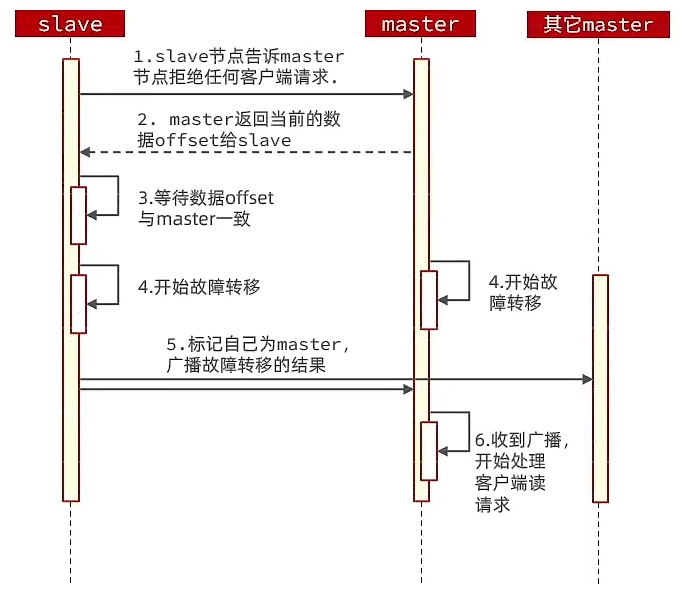 slave
master
其它master
1.slave节点告诉master
节点拒绝任何客户端请求.
2. master返回当前的数
据offset给slave
3.等待数据offset
与master一致
4.开始故障转移
4.开始故
障转移
5.标记自己为master,
广播故障转移的结果
6.收到广播，
开始处理
客户端读
请求